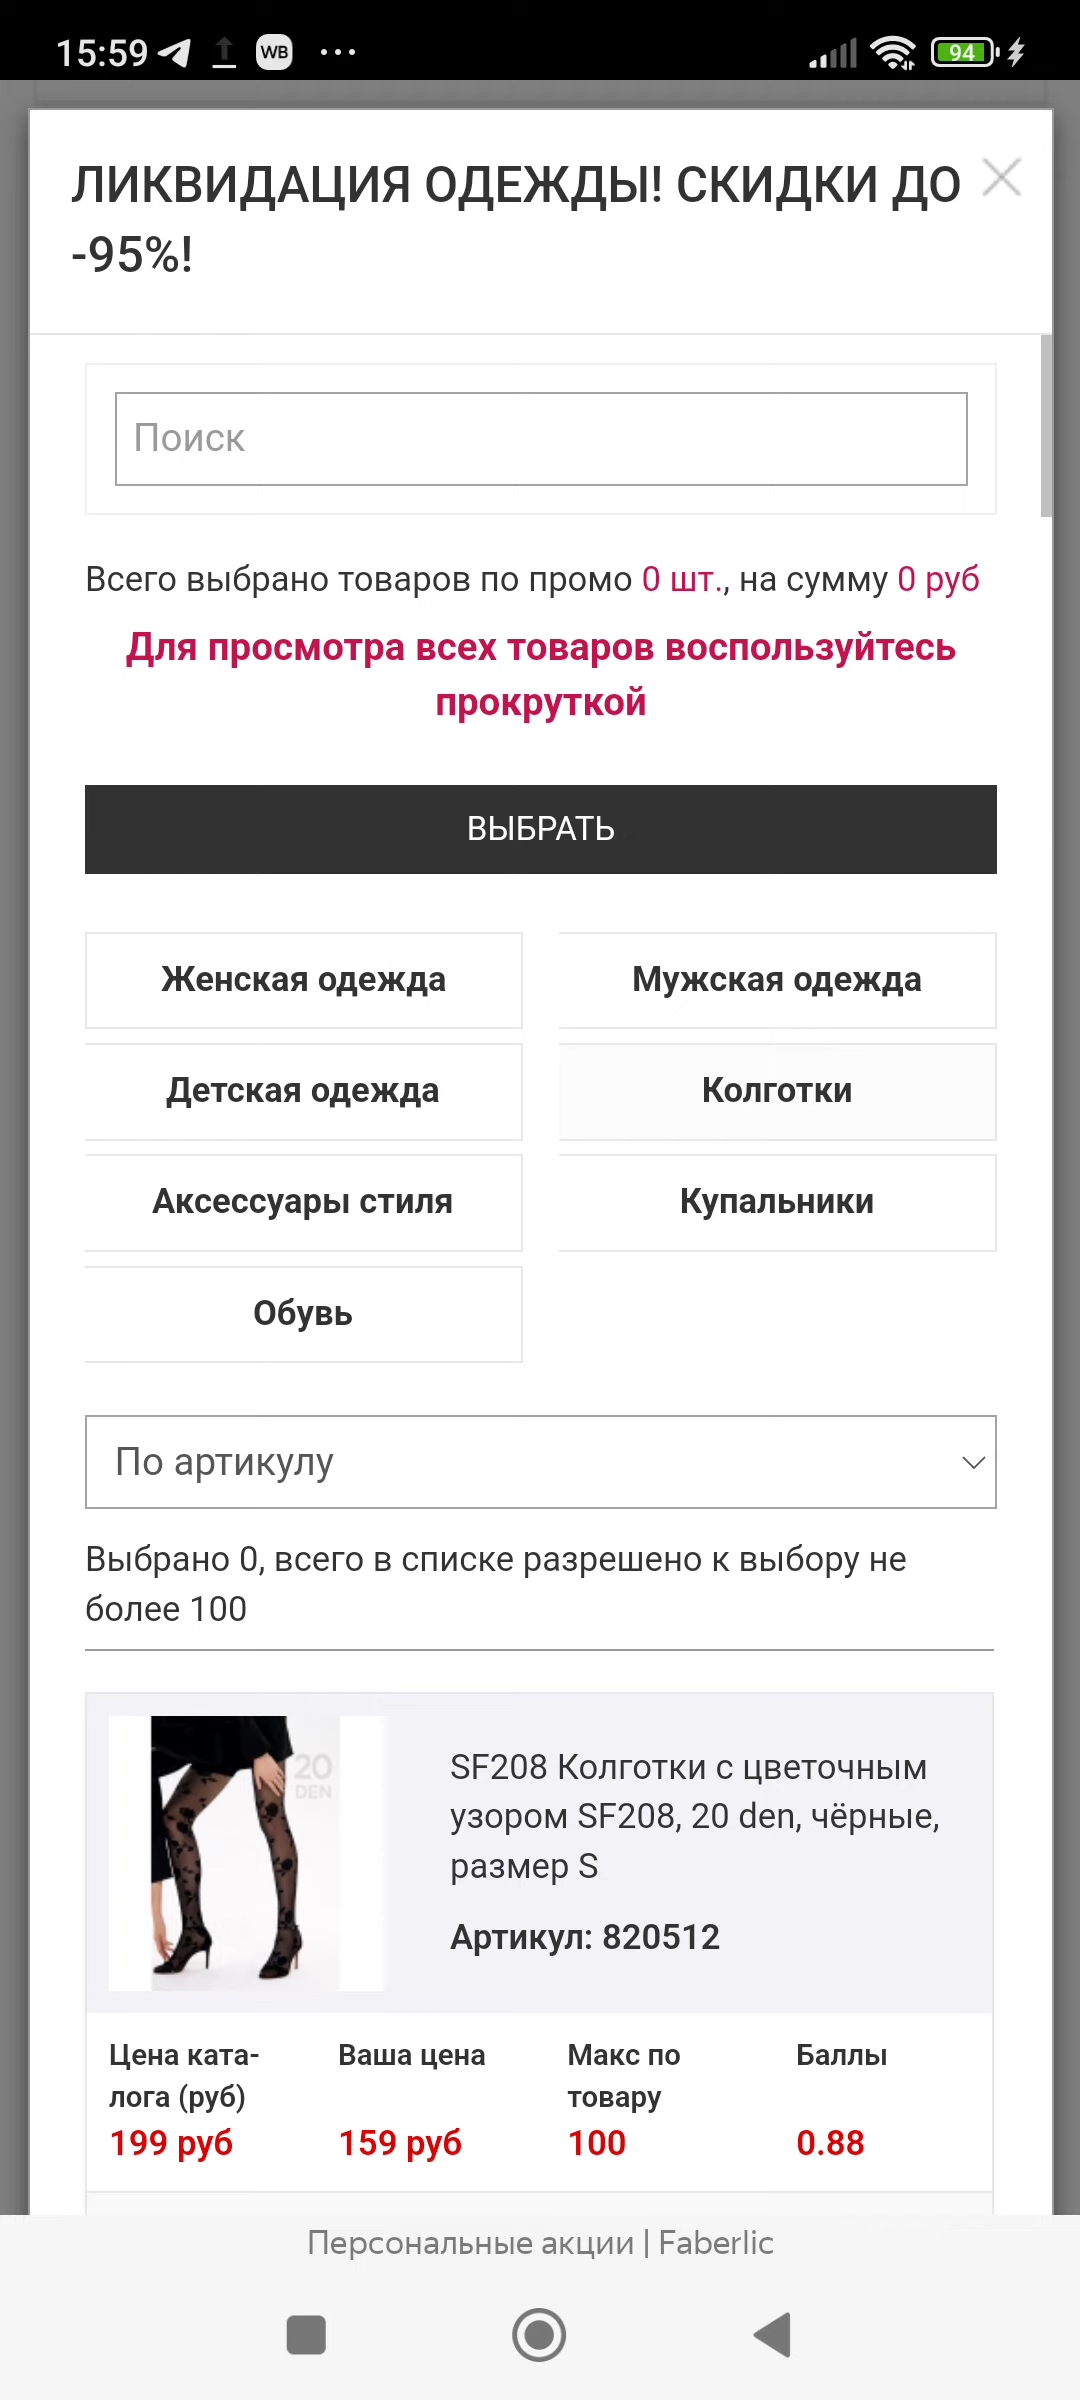 15:59
WB
94
ЛИКВИДАЦИЯ ОДЕЖДЫ! СКИДКИ ДО
-95%!
Поиск
Всего выбрано товаров по промо 0 шт., на сумму 0 руб
Для просмотра всех товаров воспользуйтесь
прокруткой
ВЫБРАТЬ
Женская одежда
Мужская одежда
Детская одежда
Колготки
Аксессуары стиля
Купальники
Обувь
По артикулу
Выбрано 0, всего в списке разрешено к выбору не
более 100
20
DEN
SF208 Колготки с цветочным
узором SF208, 20 den, чёрные,
размер S
Артикул: 820512
Цена ката-
лога (руб)
199 руб
Ваша цена
159 руб
Макс по
товару
100
Баллы
0.88
Персональные акции | Faberlic